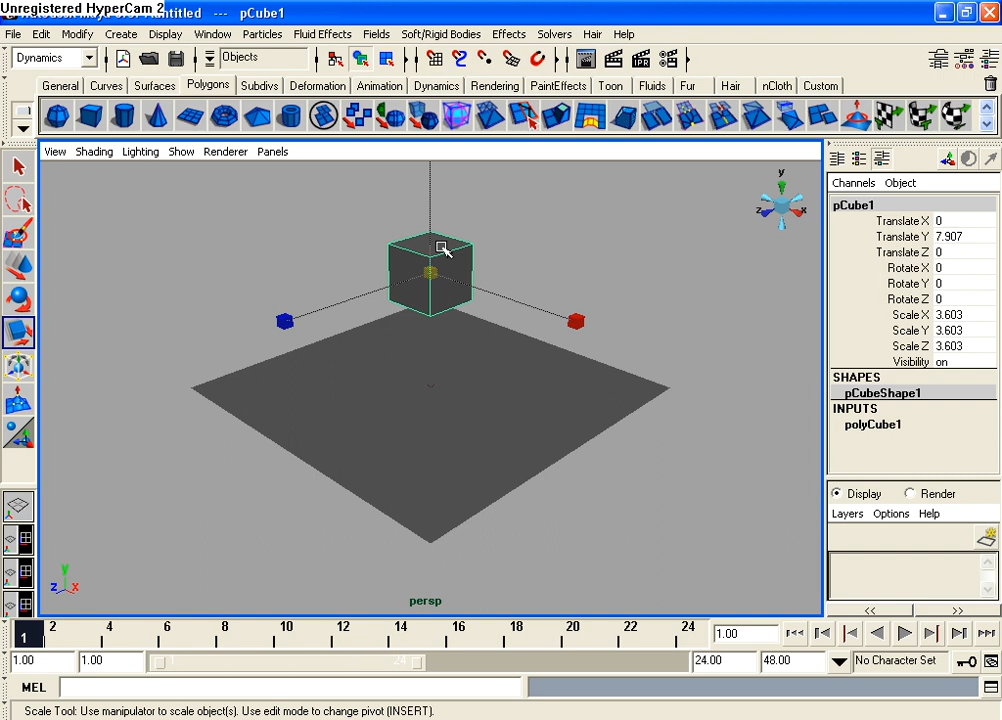 Unregistered HyperCam 2
untitled --- pCube1
File Edit Modify Create Display Window Particles Fluid Effects Fields Soft/Rigid Bodies Effects Solvers Hair Help
Dynamics Objects
General Curves Surfaces Polygons Subdivs Deformation Animation Dynamics Rendering PaintEffects Toon Fluids Fur Hair nCloth Custom
View Shading Lighting Show Renderer Panels
Channels Object
pCube1
Translate X 0
Translate Y 7.907
Translate Z 0
Rotate X 0
Rotate Y 0
Rotate Z 0
Scale X 3.603
Scale Y 3.603
Scale Z 3.603
Visibility on
SHAPES
pCubeShape1
INPUTS
polyCube1
y
z x
Display Render
Layers Options Help
y
z x
persp
<< >>
1 2 4 6 8 10 12 14 16 18 20 22 24 1.00
1.00 1.00 1 24 24.00 48.00 No Character Set
MEL
Scale Tool: Use manipulator to scale object(s). Use edit mode to change pivot (INSERT).